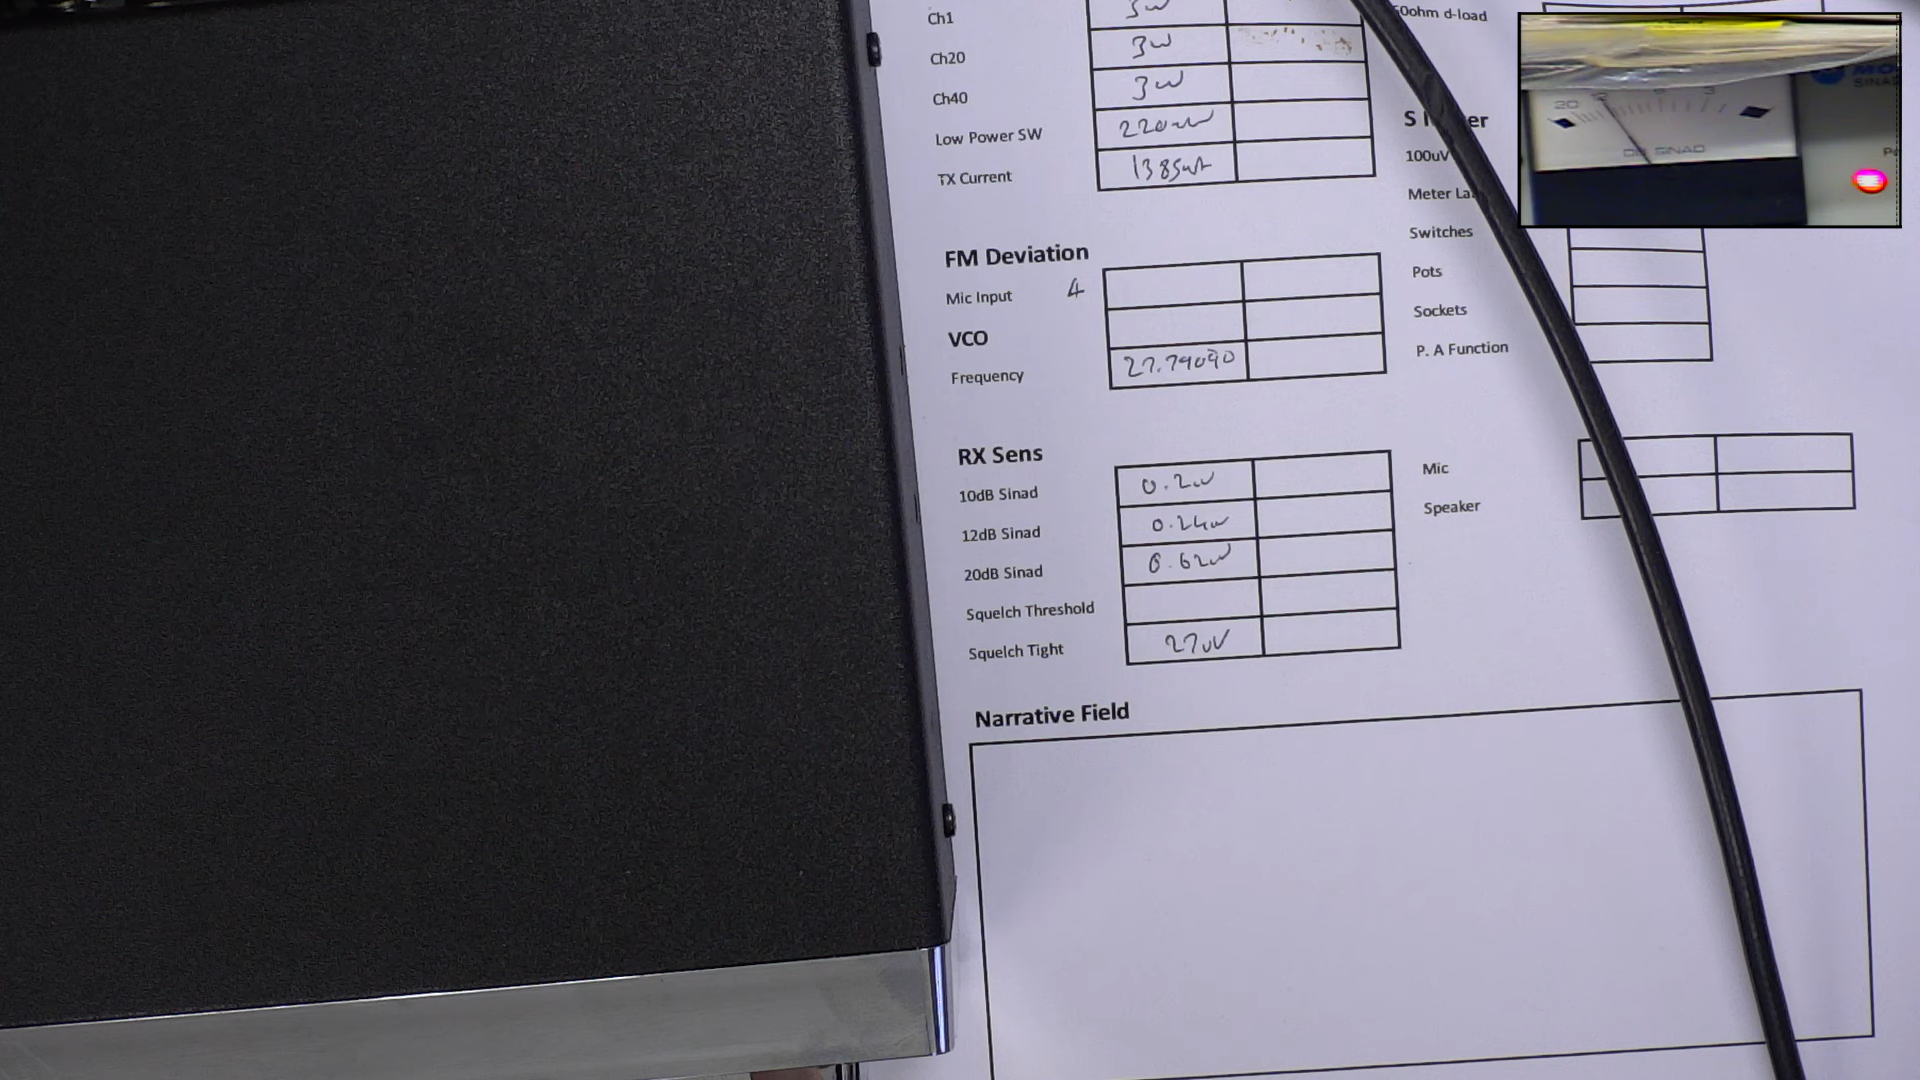 Ch1 3w
Ch20 3w
Ch40 3w
Low Power SW 220mW
TX Current 1385mA
FM Deviation
Mic Input 4
VCO
Frequency 27.79090
RX Sens
10dB Sinad 0.2uV
12dB Sinad 0.24uV
20dB Sinad 0.62uV
Squelch Threshold
Squelch Tight 27uV
Narrative Field
50ohm d-load
S
100uV
Meter
Switches
Pots
Sockets
P. A Function
Mic
Speaker
20
3
SINAD